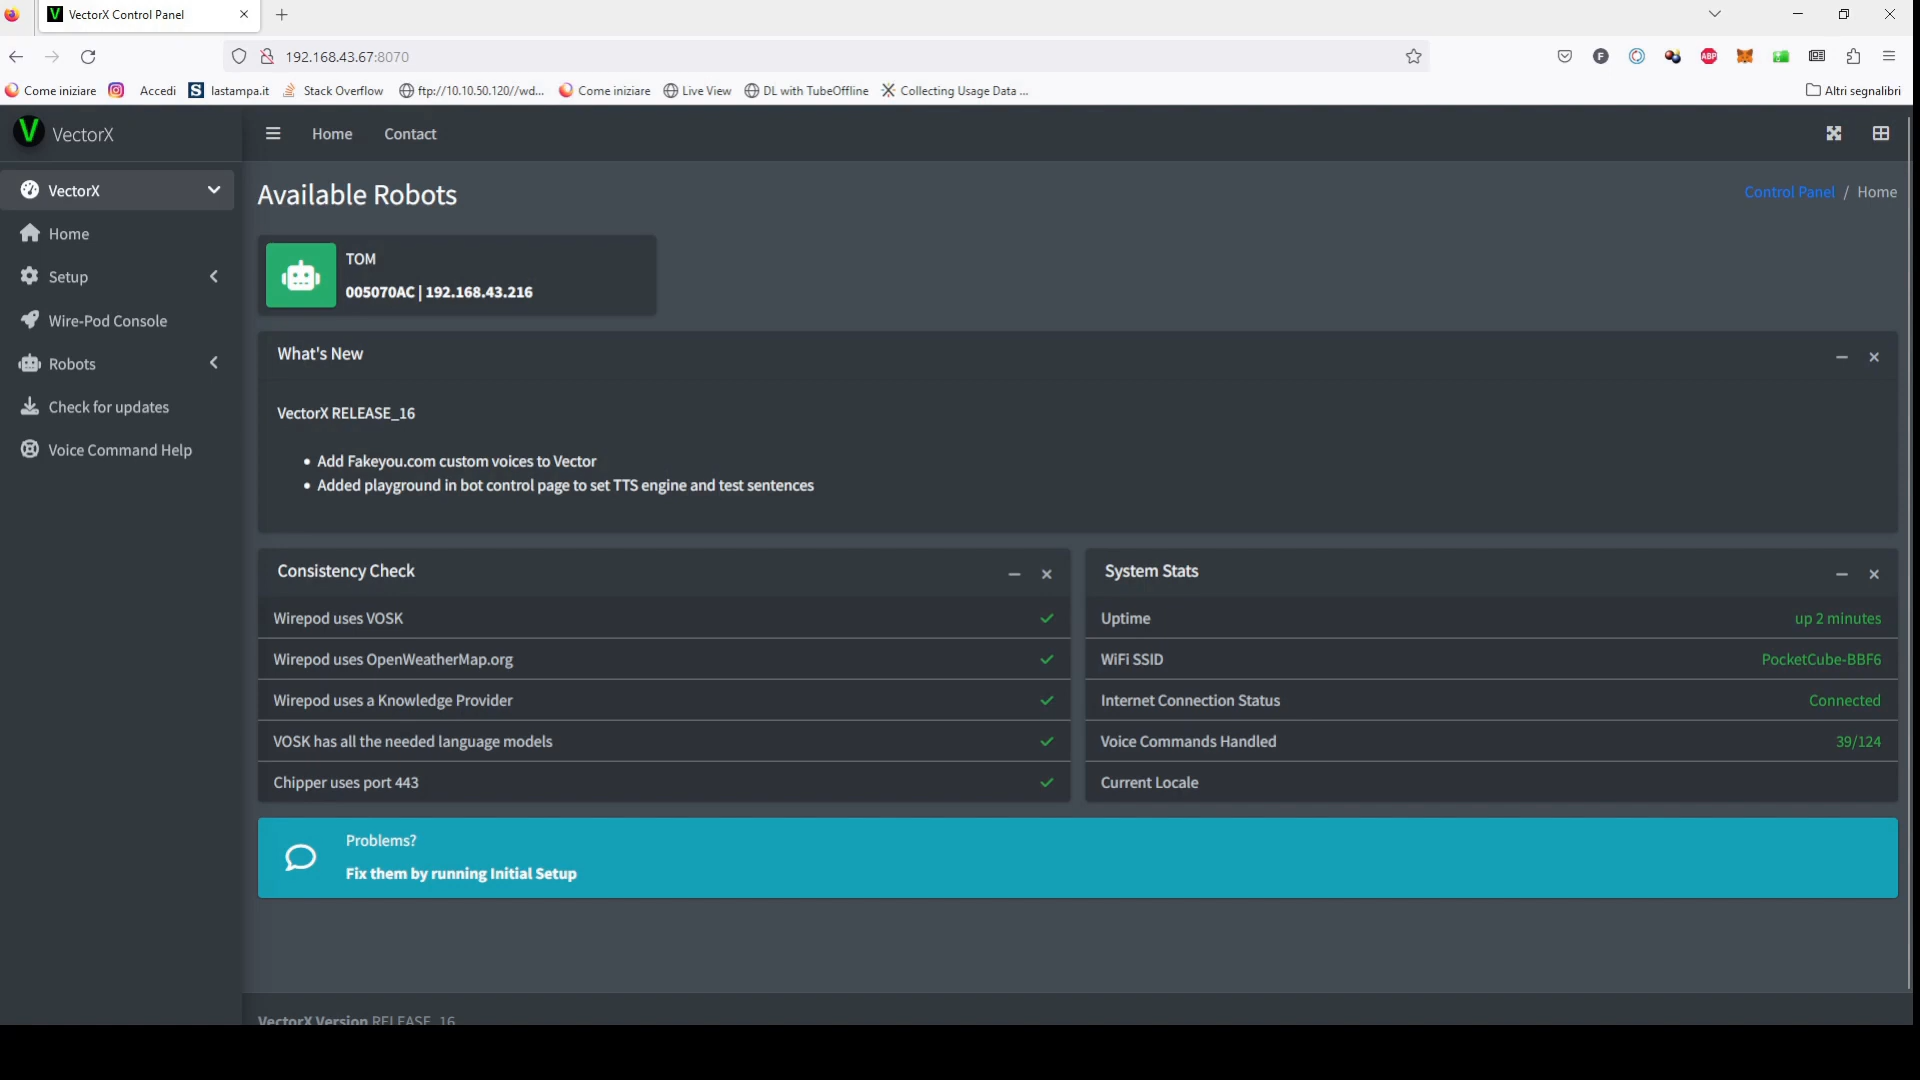 VectorX Control Panel
192.168.43.67:8070
Come iniziare
Accedi
lastampa.it
Stack Overflow
ftp://10.10.50.120//wd...
Come iniziare
Live View
DL with TubeOffline
Collecting Usage Data ...
Altri segnalibri
VectorX
Home
Contact
VectorX
Home
Setup
Wire-Pod Console
Robots
Check for updates
Voice Command Help
Available Robots
Control Panel / Home
TOM
005070AC | 192.168.43.216
What's New
VectorX RELEASE_16
• Add Fakeyou.com custom voices to Vector
• Added playground in bot control page to set TTS engine and test sentences
Consistency Check
Wirepod uses VOSK
Wirepod uses OpenWeatherMap.org
Wirepod uses a Knowledge Provider
VOSK has all the needed language models
Chipper uses port 443
System Stats
Uptime up 2 minutes
WiFi SSID PocketCube-BBF6
Internet Connection Status Connected
Voice Commands Handled 39/124
Current Locale
Problems?
Fix them by running Initial Setup
VectorX Version RELEASE_16